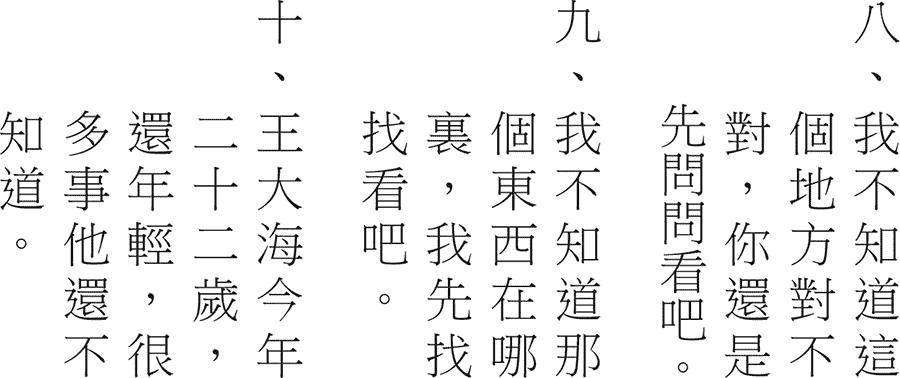 八、我不知道這
個地方對不
對，你還是
先問問看吧。
九、我不知道那
個東西在哪
裏，我先找
找看吧。
十、王大海今年
二十二歲，
還年輕，很
多事他還不
知道。